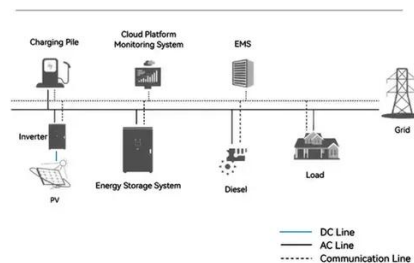 Charging Pile
Cloud Platform
Monitoring System
EMS
Grid
Inverter
PV
Energy Storage System
Diesel
Load
DC Line
AC Line
Communication Line